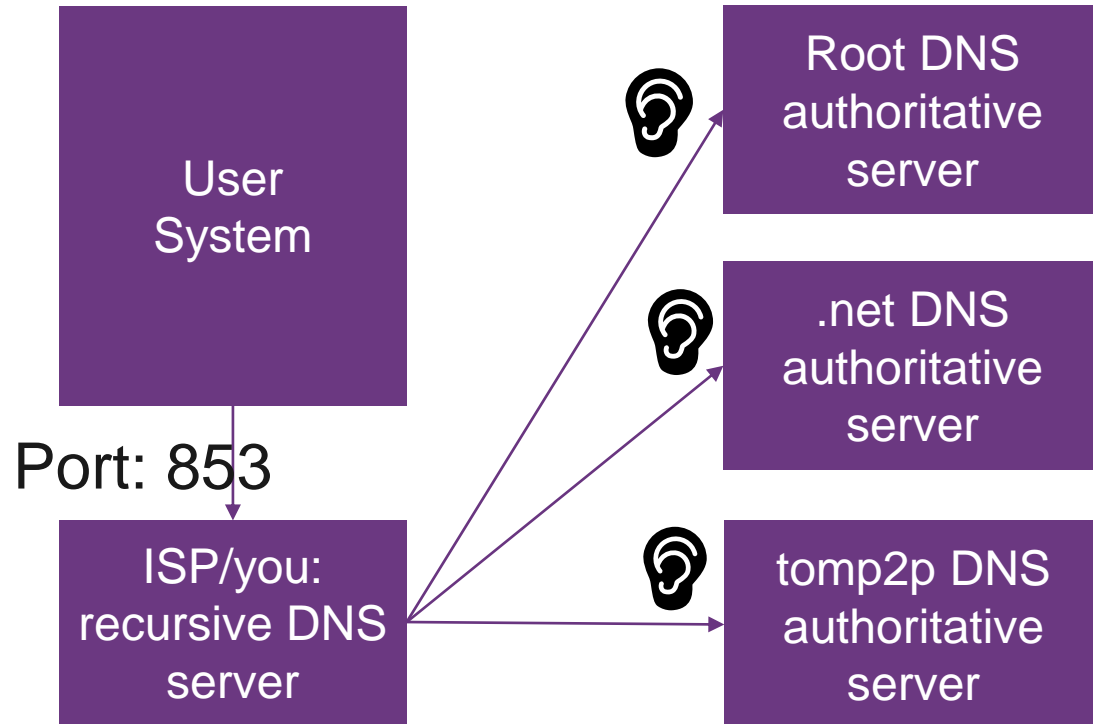 User
System
Port: 853
ISP/you:
recursive DNS
server
Root DNS
authoritative
server
.net DNS
authoritative
server
tomp2p DNS
authoritative
server